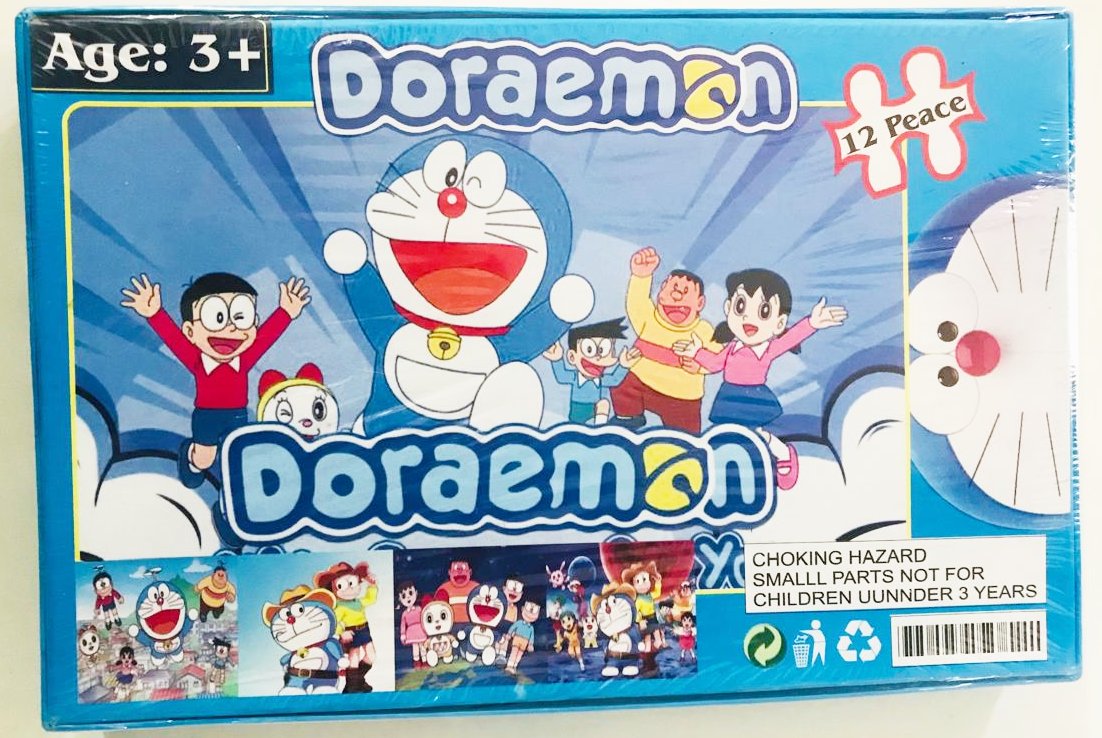 Age: 3+
Doraemon
12 Peace
Doraemon
CHOKING HAZARD
SMALLL PARTS NOT FOR
CHILDREN UUNNDER 3 YEARS